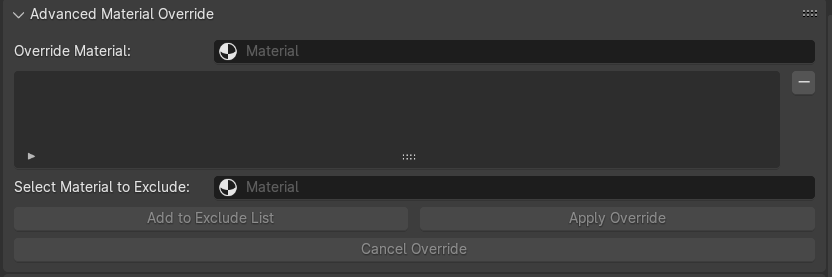 Advanced Material Override
Override Material: Material
Select Material to Exclude: Material
Add to Exclude List Apply Override
Cancel Override